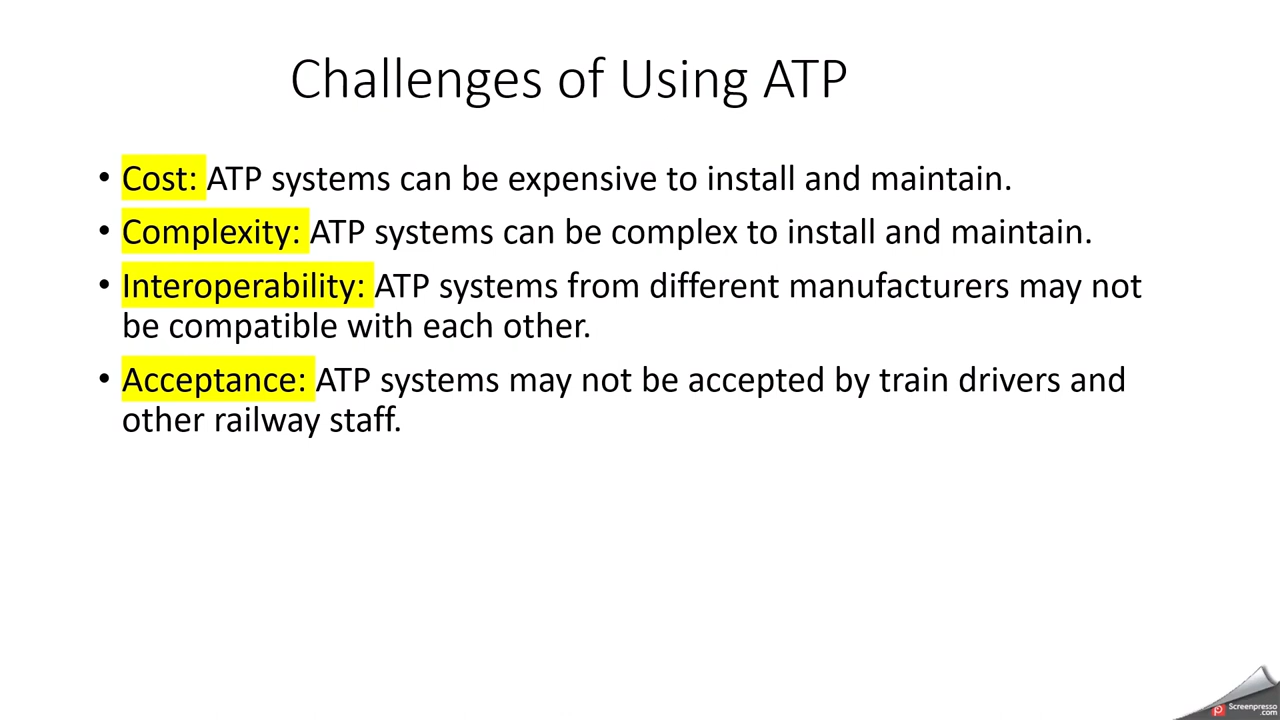 Challenges of Using ATP
• Cost: ATP systems can be expensive to install and maintain.
• Complexity: ATP systems can be complex to install and maintain.
• Interoperability: ATP systems from different manufacturers may not
be compatible with each other.
• Acceptance: ATP systems may not be accepted by train drivers and
other railway staff.
Screenpresso
.com